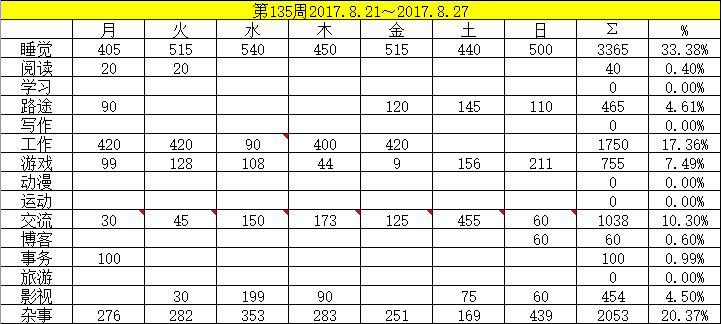 第135周2017.8.21～2017.8.27
月 火 水 木 金 土 日 Σ %
睡觉 405 515 540 450 515 440 500 3365 33.38%
阅读 20 20 40 0.40%
学习 0 0.00%
路途 90 120 145 110 465 4.61%
写作 0 0.00%
工作 420 420 90 400 420 1750 17.36%
游戏 99 128 108 44 9 156 211 755 7.49%
动漫 0 0.00%
运动 0 0.00%
交流 30 45 150 173 125 455 60 1038 10.30%
博客 60 60 0.60%
事务 100 100 0.99%
旅游 0 0.00%
影视 30 199 90 75 60 454 4.50%
杂事 276 282 353 283 251 169 439 2053 20.37%